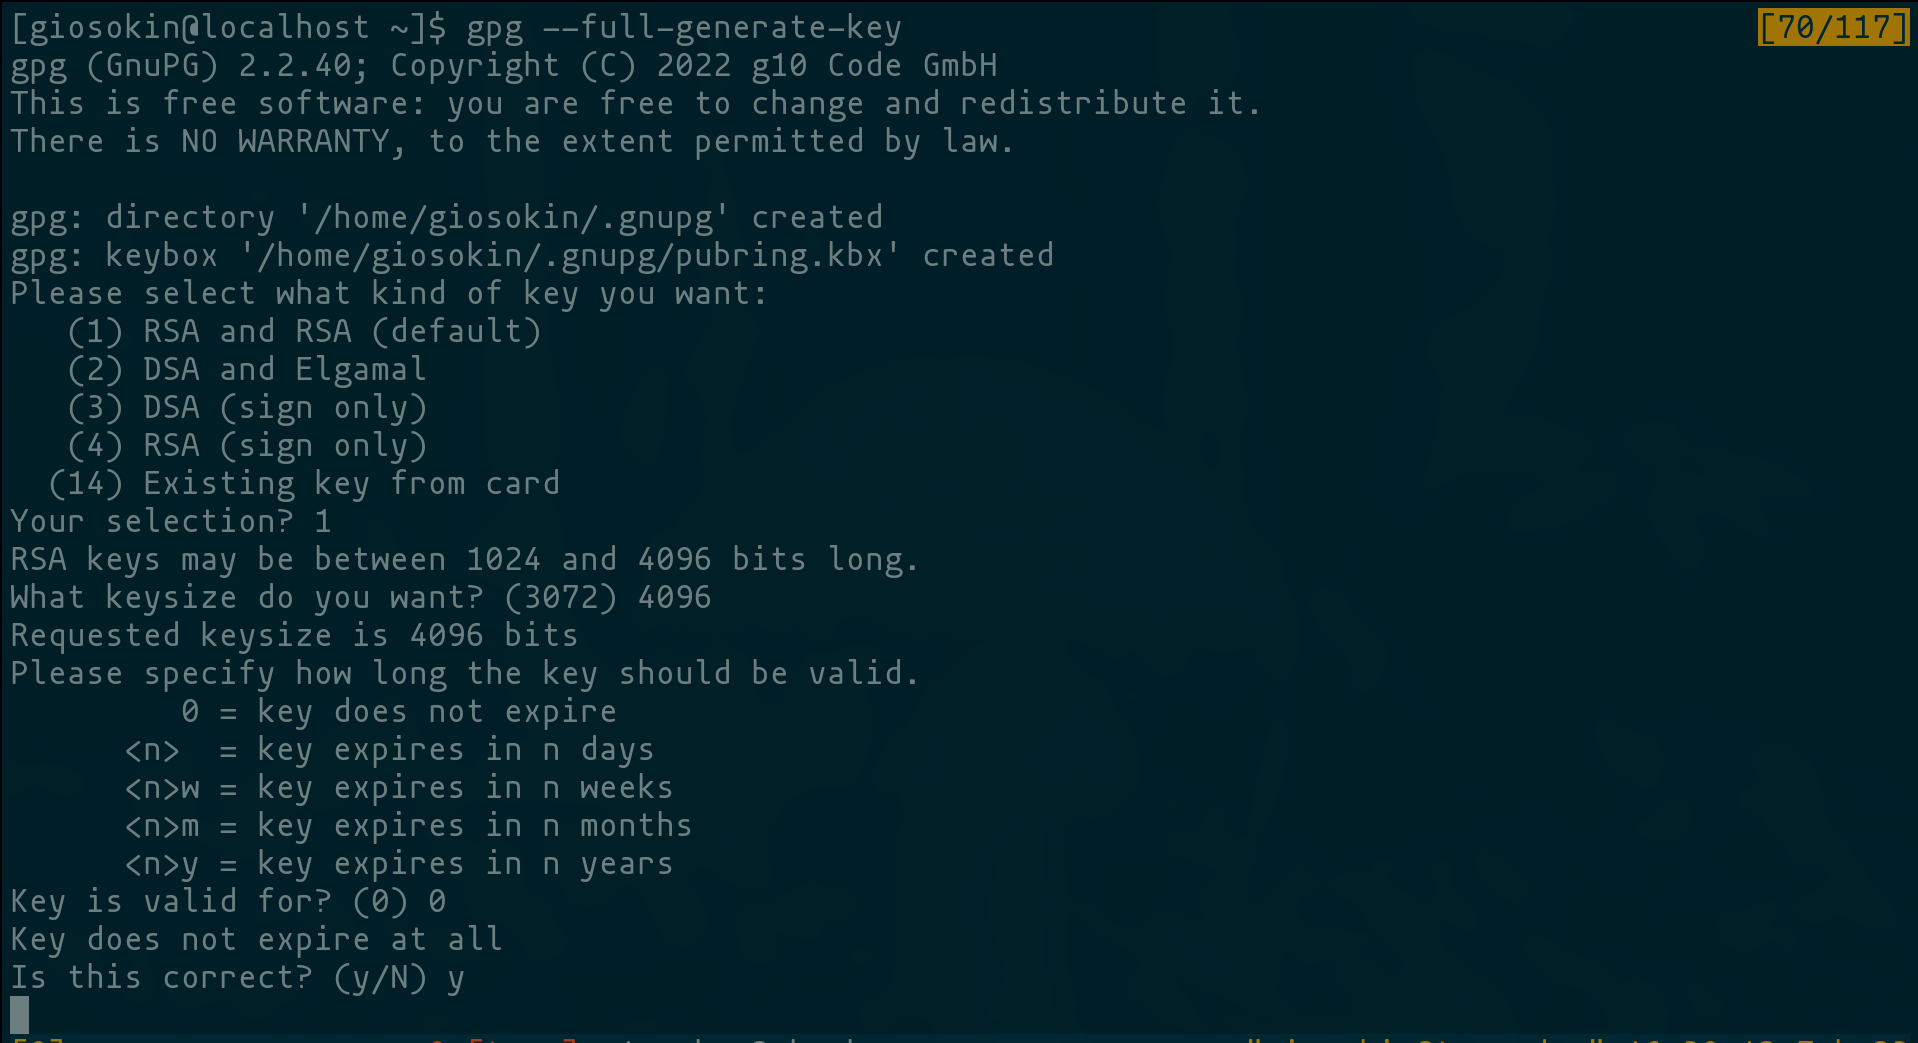 [giosokin@localhost ~]$ gpg --full-generate-key [70/117]
gpg (GnuPG) 2.2.40; Copyright (C) 2022 g10 Code GmbH
This is free software: you are free to change and redistribute it.
There is NO WARRANTY, to the extent permitted by law.

gpg: directory '/home/giosokin/.gnupg' created
gpg: keybox '/home/giosokin/.gnupg/pubring.kbx' created
Please select what kind of key you want:
   (1) RSA and RSA (default)
   (2) DSA and Elgamal
   (3) DSA (sign only)
   (4) RSA (sign only)
  (14) Existing key from card
Your selection? 1
RSA keys may be between 1024 and 4096 bits long.
What keysize do you want? (3072) 4096
Requested keysize is 4096 bits
Please specify how long the key should be valid.
         0 = key does not expire
      <n>  = key expires in n days
      <n>w = key expires in n weeks
      <n>m = key expires in n months
      <n>y = key expires in n years
Key is valid for? (0) 0
Key does not expire at all
Is this correct? (y/N) y